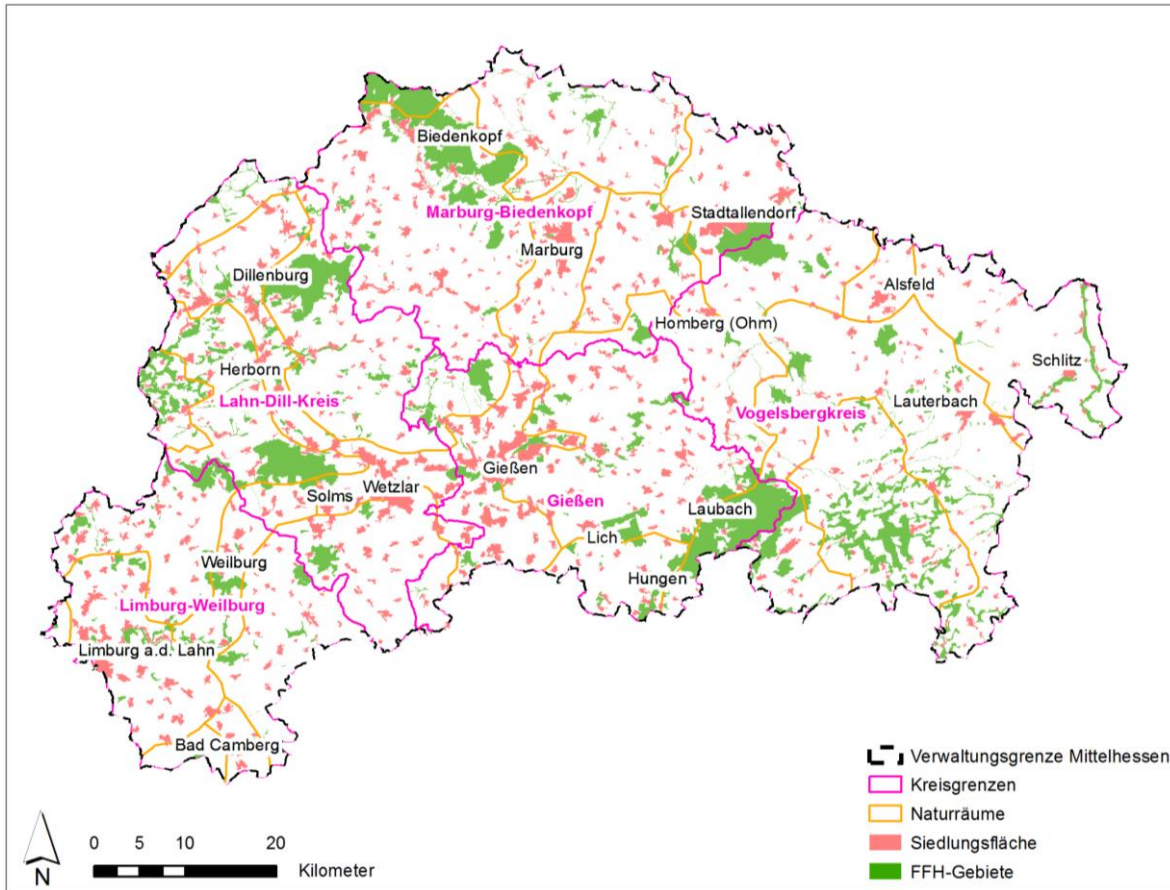 Biedenkopf
Marburg-Biedenkopf
Stadtallendorf
Marburg
Dillenburg
Alsfeld
Homberg (Ohm)
Schlitz
Herborn
Lahn-Dill-Kreis
Vogelsbergkreis
Lauterbach
Gießen
Wetzlar
Solms
Gießen
Laubach
Lich
Weilburg
Hungen
Limburg-Weilburg
Limburg a.d. Lahn
Bad Camberg
Verwaltungsgrenze Mittelhessen
Kreisgrenzen
Naturräume
Siedlungsfläche
FFH-Gebiete
0 5 10 20
Kilometer
N